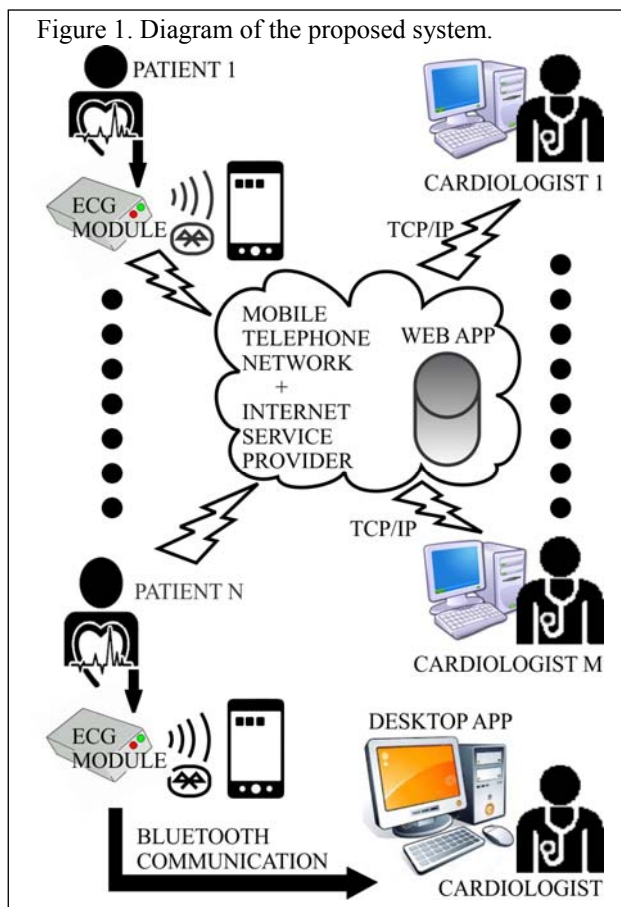 Figure 1. Diagram of the proposed system.
PATIENT 1
ECG
MODULE
CARDIOLOGIST 1
TCP/IP
MOBILE
TELEPHONE
NETWORK
+
INTERNET
SERVICE
PROVIDER
WEB APP
TCP/IP
PATIENT N
CARDIOLOGIST M
ECG
MODULE
DESKTOP APP
BLUETOOTH
COMMUNICATION
CARDIOLOGIST